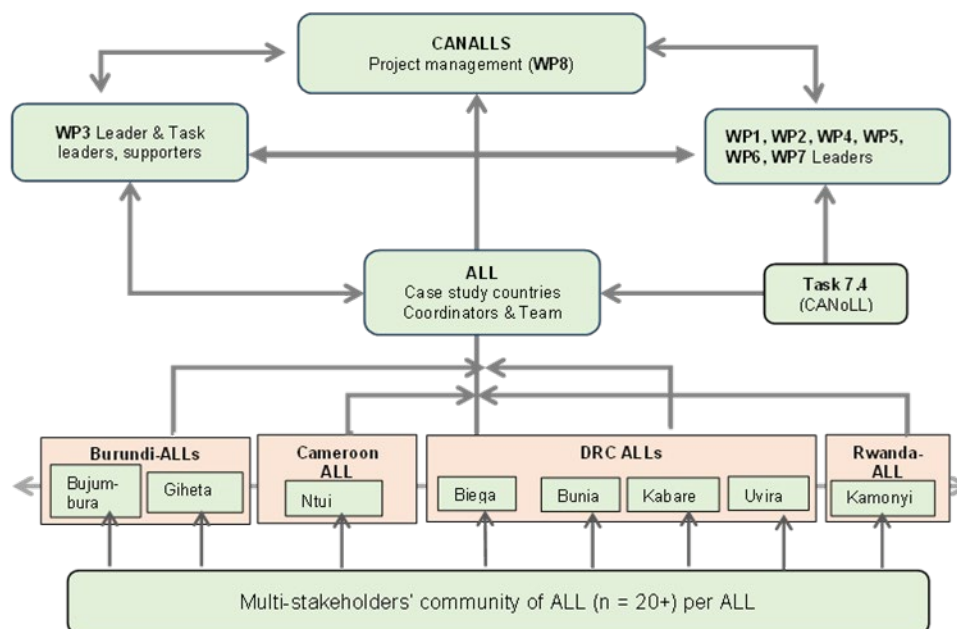 CANALLS
Project management (WP8)
WP3 Leader & Task
leaders, supporters
WP1, WP2, WP4, WP5,
WP6, WP7 Leaders
ALL
Case study countries
Coordinators & Team
Task 7.4
(CANoLL)
Burundi-ALLs
Bujum-
bura
Giheta
Cameroon
ALL
Ntui
DRC ALLs
Biega
Bunia
Kabare
Uvira
Rwanda-
ALL
Kamonyi
Multi-stakeholders' community of ALL (n = 20+) per ALL